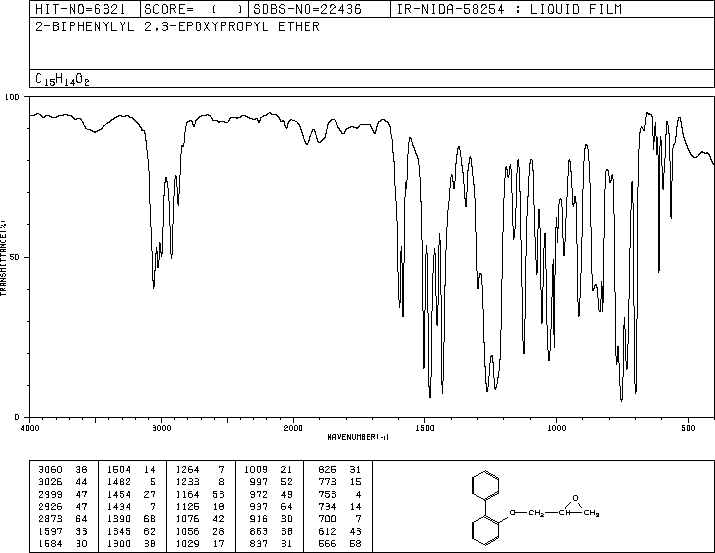 HIT-NO=6321 SCORE= ( ) SDBS-NO=22436 IR-NIDA-58254 : LIQUID FILM
2-BIPHENYLYL 2,3-EPOXYPROPYL ETHER
C15H14O2
100
50
0
TRANSMITTANCE(%)
4000 3000 2000 1500 1000 500
WAVENUMBER(-1)
3060 38 1504 14 1264 7 1009 21 825 31
3026 44 1482 5 1233 8 997 52 773 15
2999 47 1454 27 1164 53 972 49 753 4
2926 47 1434 7 1125 18 937 64 734 14
2873 64 1390 68 1076 42 916 30 700 7
1597 33 1345 62 1056 28 863 38 612 43
1584 30 1300 38 1029 17 837 31 566 58
O
O CH2 CH CH2